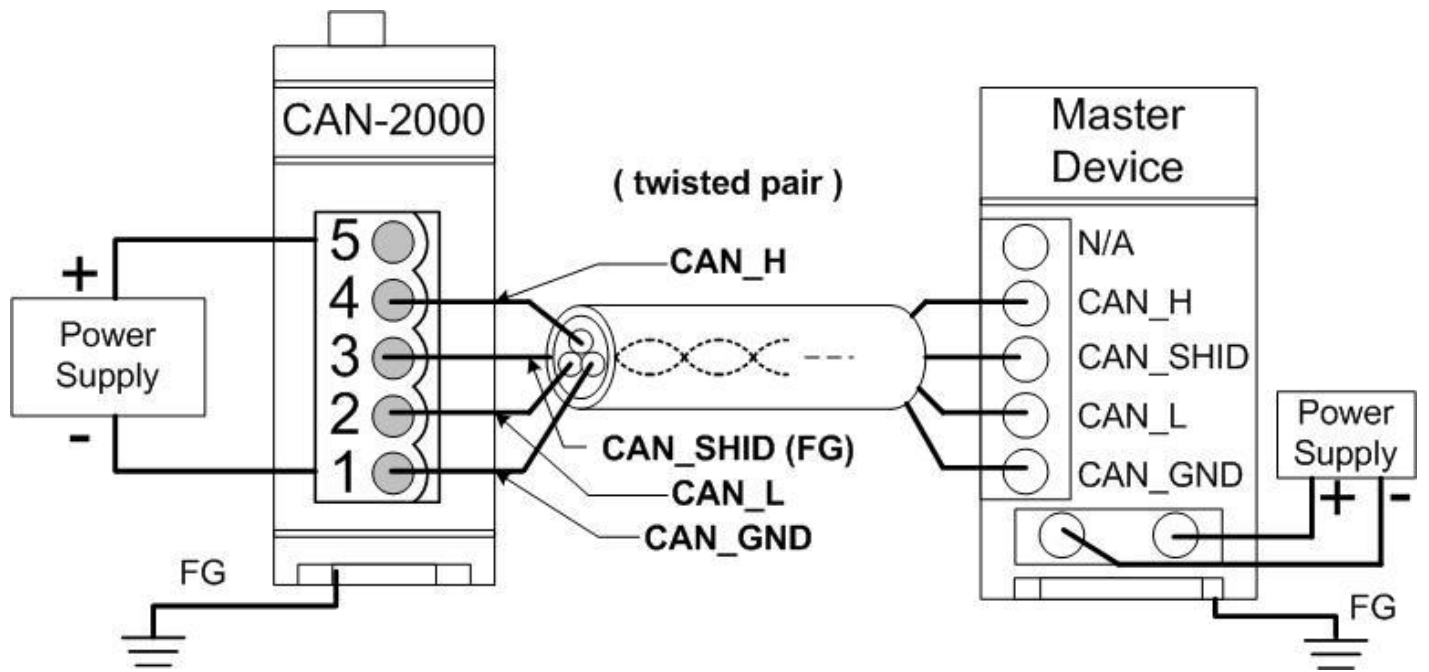 CAN-2000
5
4
3
2
1
+
Power
Supply
-
FG
( twisted pair )
CAN_H
CAN_SHID (FG)
CAN_L
CAN_GND
Master
Device
N/A
CAN_H
CAN_SHID
CAN_L
CAN_GND
Power
Supply
+ -
FG